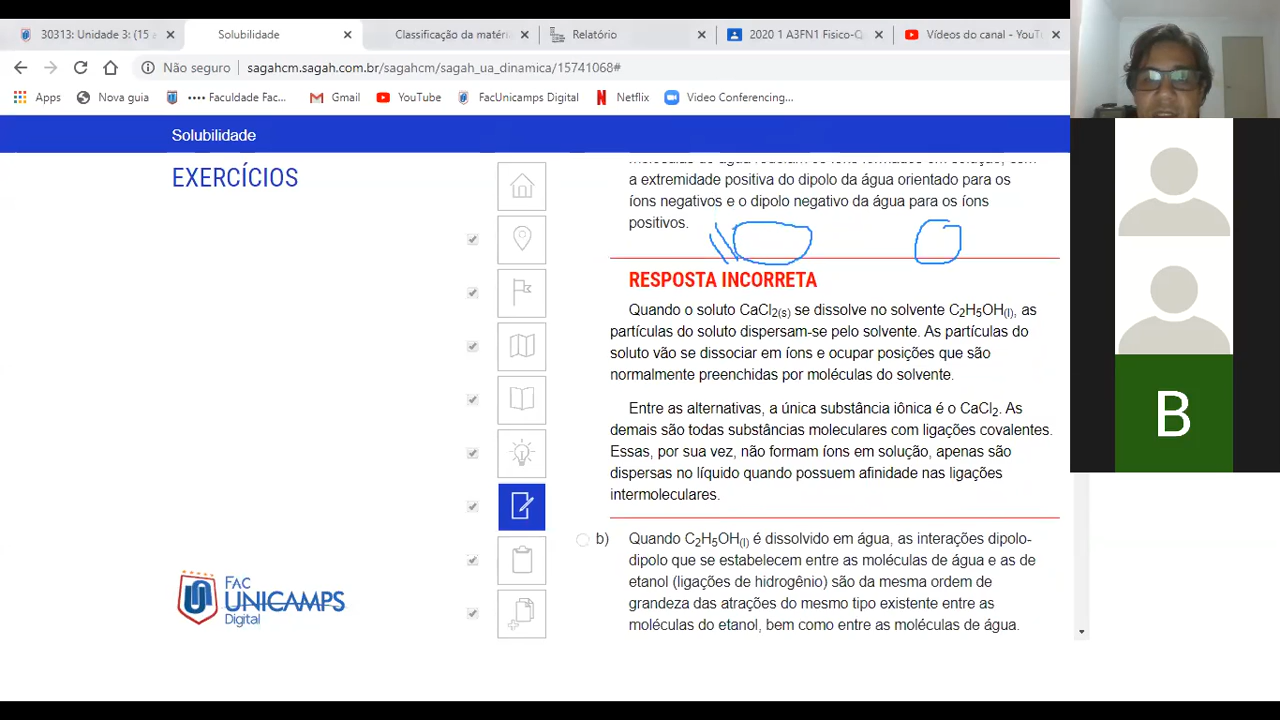 30313: Unidade 3: (15
Solubilidade
Classificação da matéri
Relatório
2020 1 A3FN1 Fisico-Q
Vídeos do canal - YouT
Não seguro
sagahcm.sagah.com.br/sagahcm/sagah_ua_dinamica/15741068#
Apps
Nova guia
•••• Faculdade Fac...
Gmail
YouTube
FacUnicamps Digital
Netflix
Video Conferencing...
Solubilidade
EXERCÍCIOS
a extremidade positiva do dipolo da água orientado para os
íons negativos e o dipolo negativo da água para os íons
positivos.
RESPOSTA INCORRETA
Quando o soluto CaCl2(s) se dissolve no solvente C2H5OH(l), as
partículas do soluto dispersam-se pelo solvente. As partículas do
soluto vão se dissociar em íons e ocupar posições que são
normalmente preenchidas por moléculas do solvente.
Entre as alternativas, a única substância iônica é o CaCl2. As
demais são todas substâncias moleculares com ligações covalentes.
Essas, por sua vez, não formam íons em solução, apenas são
dispersas no líquido quando possuem afinidade nas ligações
intermoleculares.
b) Quando C2H5OH(l) é dissolvido em água, as interações dipolo-
dipolo que se estabelecem entre as moléculas de água e as de
etanol (ligações de hidrogênio) são da mesma ordem de
grandeza das atrações do mesmo tipo existente entre as
moléculas do etanol, bem como entre as moléculas de água.
FAC
UNICAMPS
Digital
B